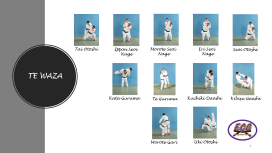 TE WAZA
Tai Otoshi
Ippon Seoi
Nage
Morote Seoi
Nage
Eri Seoi
Nage
Seoi Otoshi
Kata Guruma
Te Guruma
Kuchiki Daoshi
Kibisu Gaeshi
Morote Gari
Uki Otoshi